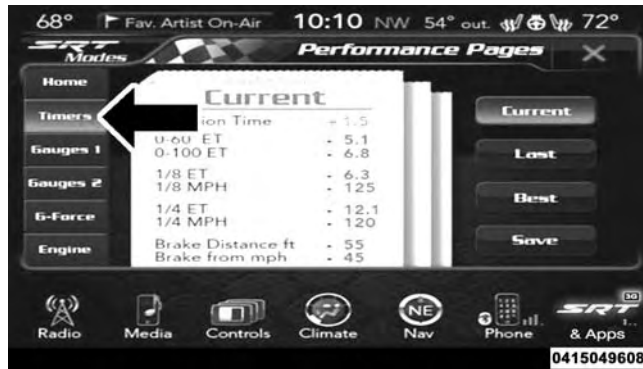 68° Fav. Artist On-Air 10:10 NW 54° out. 72°
SRT Modes Performance Pages
Home
Timers
Gauges 1
Gauges 2
G-Force
Engine
Current
ion Time - 1.5
0-60 ET - 5.1
0-100 ET - 6.8
1/8 ET - 6.3
1/8 MPH - 125
1/4 ET - 12.1
1/4 MPH - 120
Brake Distance ft - 55
Brake from mph - 45
Current
Last
Best
Save
Radio
Media
Controls
Climate
NE
Nav
Phone
3G
SRT
& Apps
0415049608